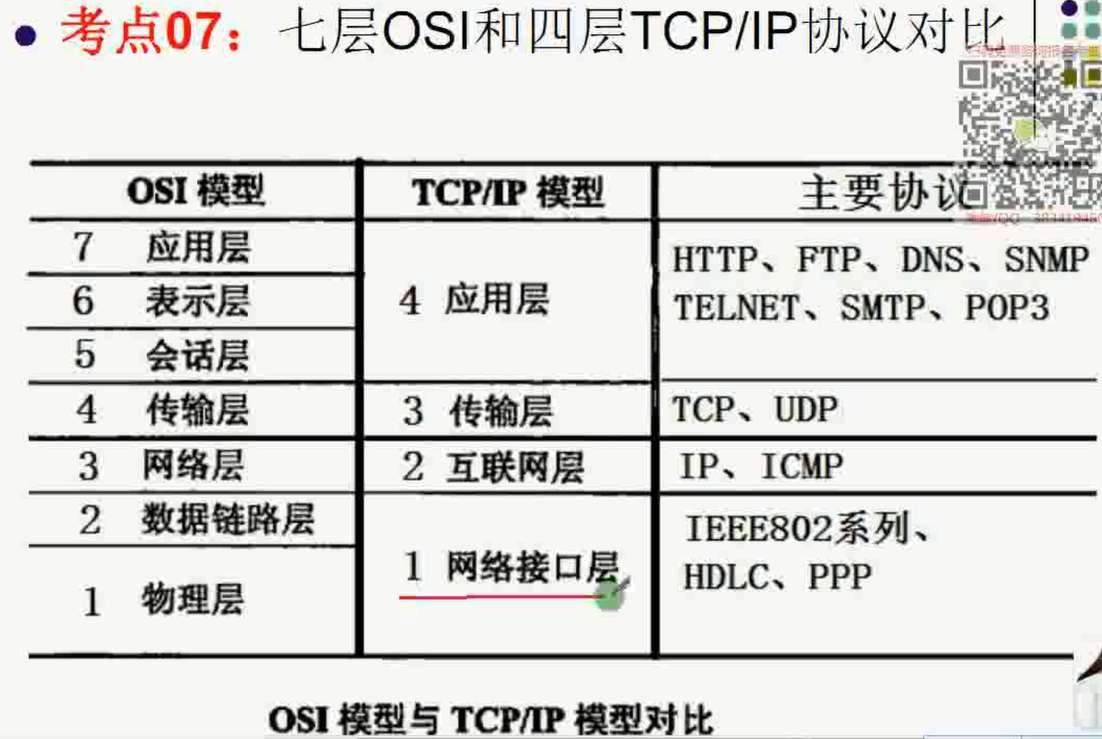 • 考点07：七层OSI和四层TCP/IP协议对比
OSI 模型 TCP/IP 模型 主要协议
7 应用层
6 表示层
5 会话层
4 应用层
HTTP、FTP、DNS、SNMP
TELNET、SMTP、POP3
4 传输层 3 传输层 TCP、UDP
3 网络层 2 互联网层 IP、ICMP
2 数据链路层
1 物理层
1 网络接口层
IEEE802系列、
HDLC、PPP
OSI 模型与 TCP/IP 模型对比